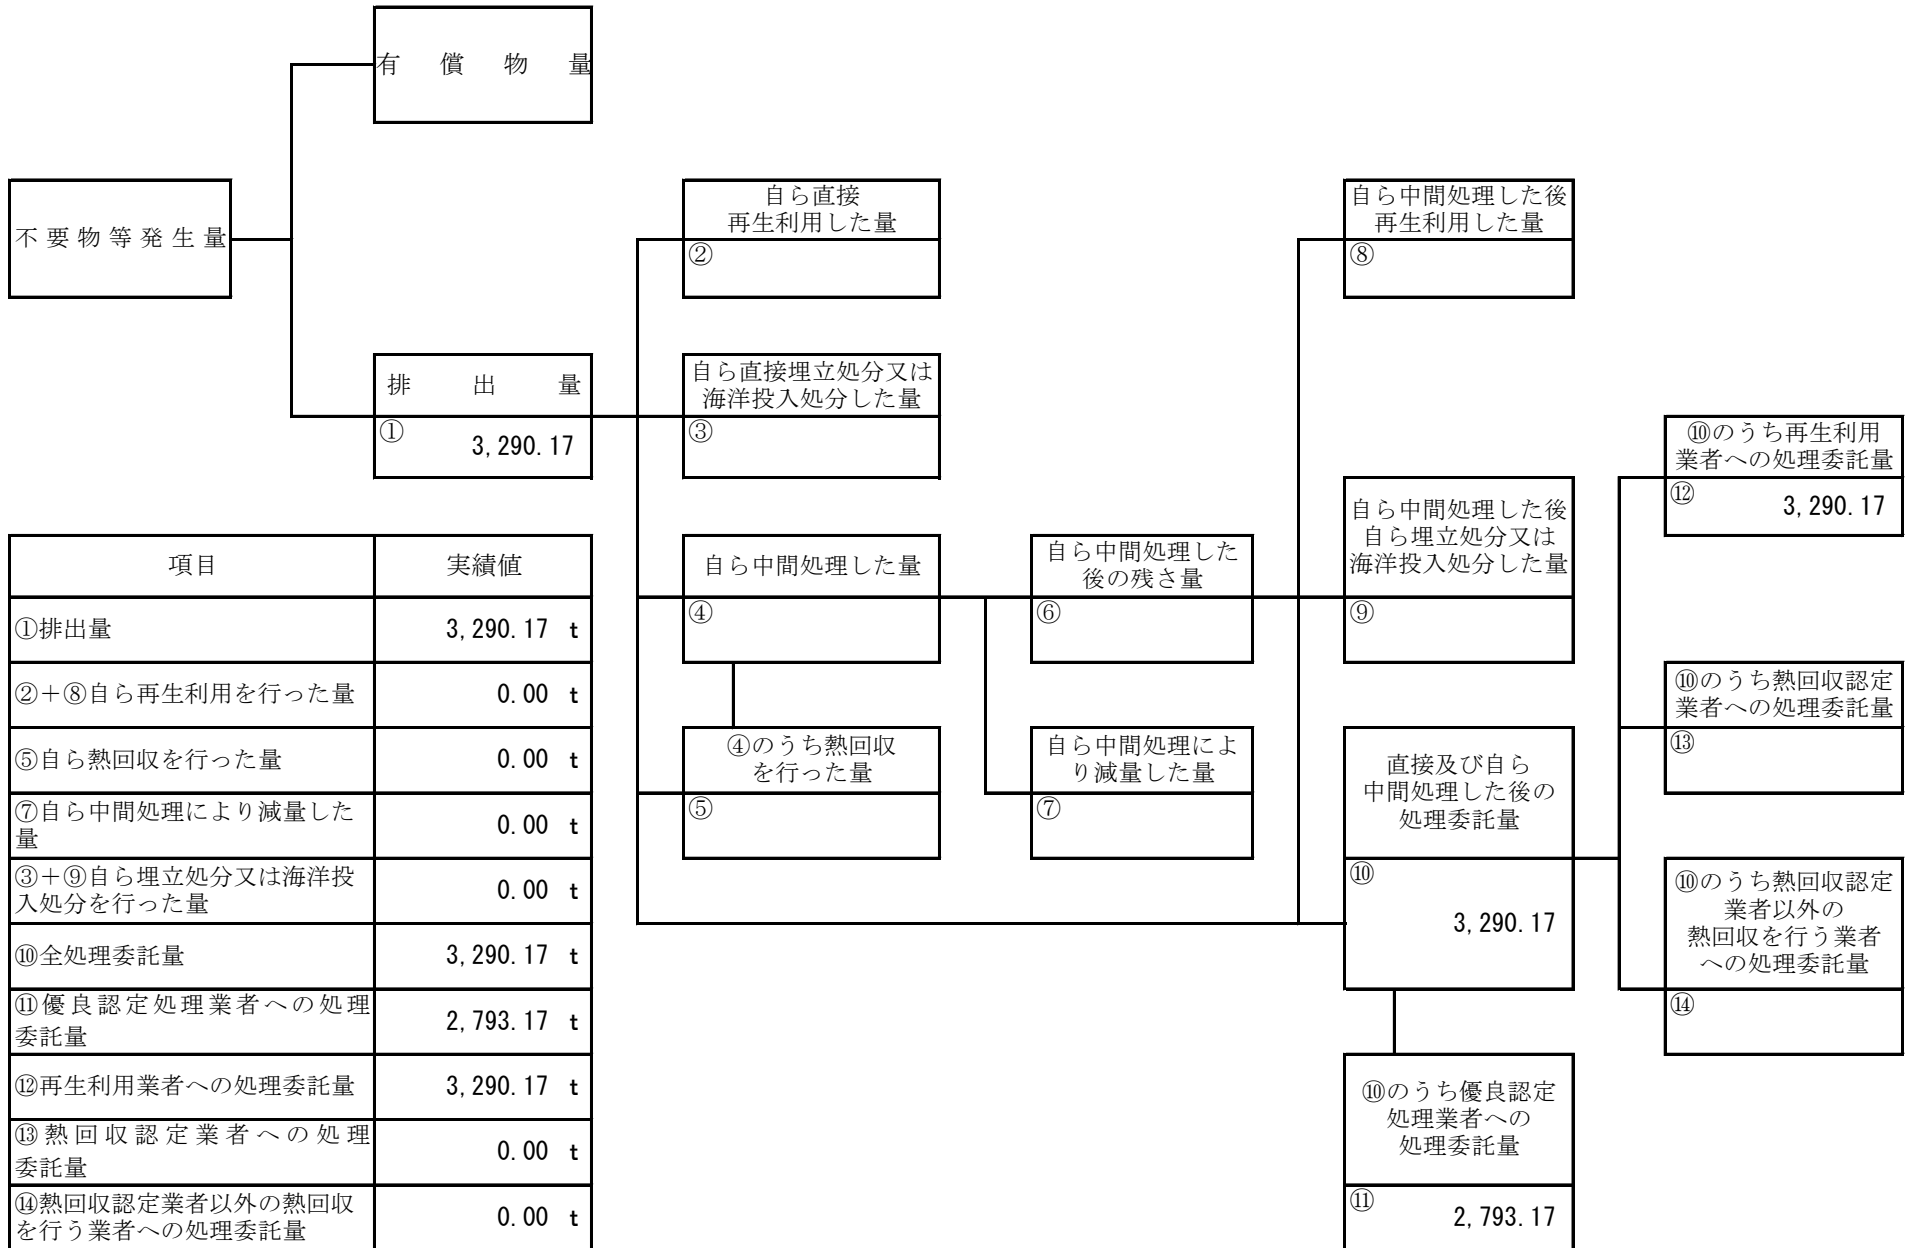 有償物量
不要物等発生量
排出量
①
3,290.17
自ら直接
再生利用した量
②
自ら直接埋立処分又は
海洋投入処分した量
③
自ら中間処理した量
④
④のうち熱回収
を行った量
⑤
自ら中間処理した
後の残さ量
⑥
自ら中間処理によ
り減量した量
⑦
自ら中間処理した後
再生利用した量
⑧
自ら中間処理した後
自ら埋立処分又は
海洋投入処分した量
⑨
直接及び自ら
中間処理した後の
処理委託量
⑩
3,290.17
⑩のうち優良認定
処理業者への
処理委託量
⑪
2,793.17
⑩のうち再生利用
業者への処理委託量
⑫
3,290.17
⑩のうち熱回収認定
業者への処理委託量
⑬
⑩のうち熱回収認定
業者以外の
熱回収を行う業者
への処理委託量
⑭
項目 実績値
①排出量 3,290.17 t
②＋⑧自ら再生利用を行った量 0.00 t
⑤自ら熱回収を行った量 0.00 t
⑦自ら中間処理により減量した
量 0.00 t
③＋⑨自ら埋立処分又は海洋投
入処分を行った量 0.00 t
⑩全処理委託量 3,290.17 t
⑪優良認定処理業者への処理
委託量 2,793.17 t
⑫再生利用業者への処理委託量 3,290.17 t
⑬熱回収認定業者への処理
委託量 0.00 t
⑭熱回収認定業者以外の熱回収
を行う業者への処理委託量 0.00 t